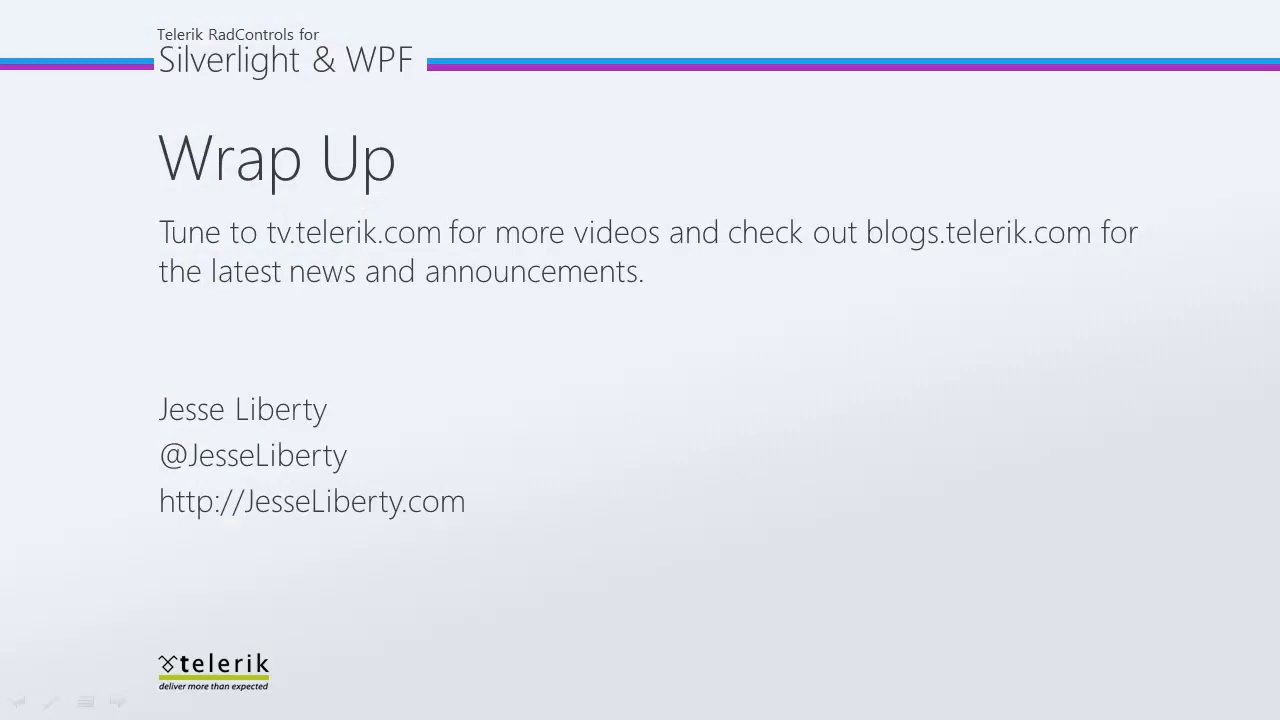 Telerik RadControls for
Silverlight & WPF
Wrap Up
Tune to tv.telerik.com for more videos and check out blogs.telerik.com for
the latest news and announcements.
Jesse Liberty
@JesseLiberty
http://JesseLiberty.com
telerik
deliver more than expected